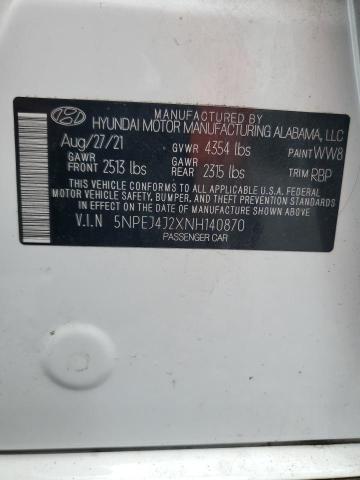 MANUFACTURED BY
HYUNDAI MOTOR MANUFACTURING ALABAMA, LLC
Aug/27/21 GVWR 4354 lbs PAINT WW8
GAWR FRONT 2513 lbs GAWR REAR 2315 lbs TRIM RBP
THIS VEHICLE CONFORMS TO ALL APPLICABLE U.S.A. FEDERAL
MOTOR VEHICLE SAFETY, BUMPER, AND THEFT PREVENTION STANDARDS
IN EFFECT ON THE DATE OF MANUFACTURE SHOWN ABOVE.
V.I.N 5NPEJ4J2XNH140870
PASSENGER CAR